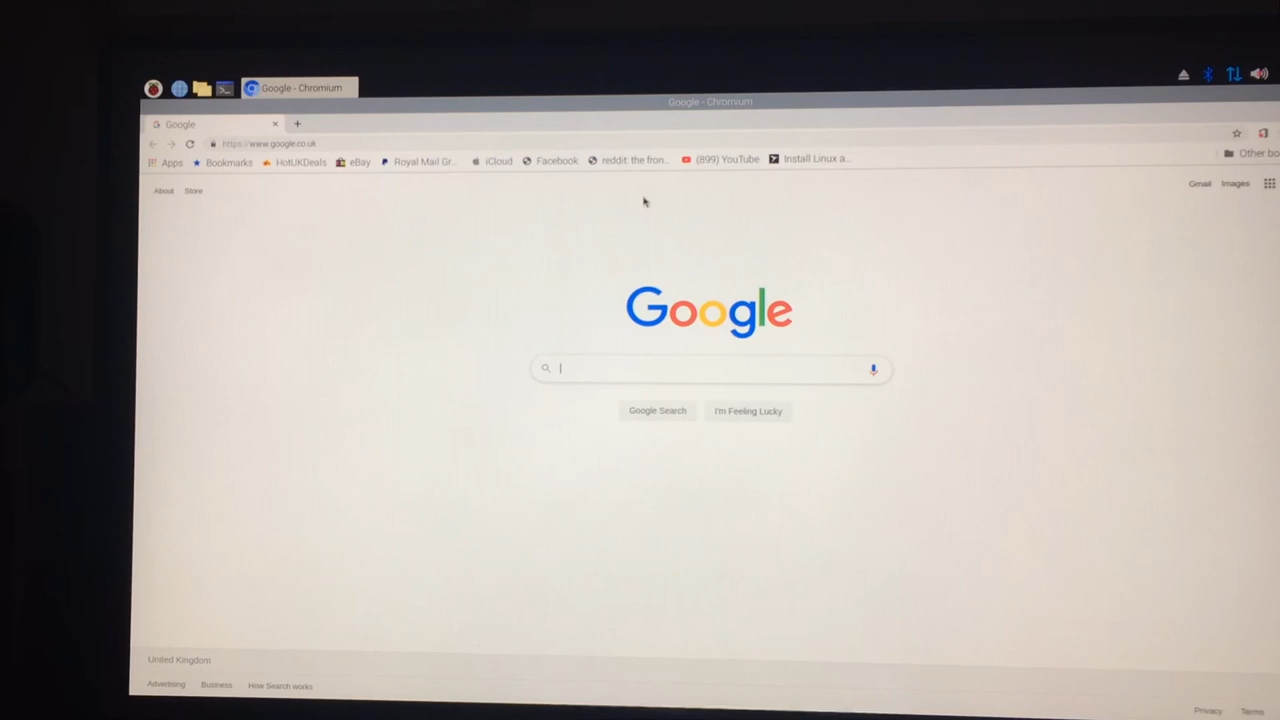 Google - Chromium
Google - Chromium
Google
https://www.google.co.uk
Apps Bookmarks HotUKDeals eBay Royal Mail Gr... iCloud Facebook reddit: the fron... (899) YouTube Install Linux a...
Other bo
About Store
Gmail Images
Google
Google Search I'm Feeling Lucky
United Kingdom
Advertising Business How Search works
Privacy Terms